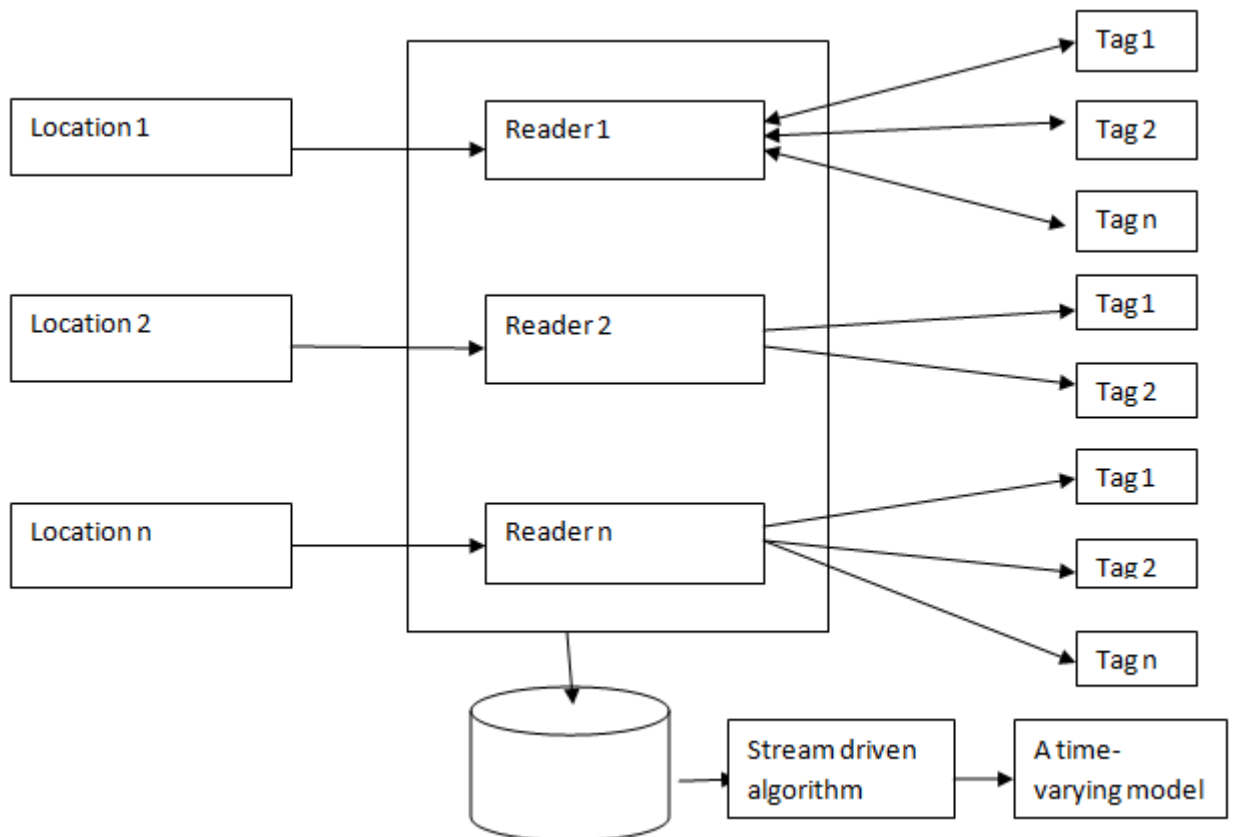 Tag 1
Location 1
Reader 1
Tag 2
Tag n
Location 2
Reader 2
Tag 1
Tag 2
Location n
Reader n
Tag 1
Tag 2
Tag n
Stream driven
algorithm
A time-
varying model